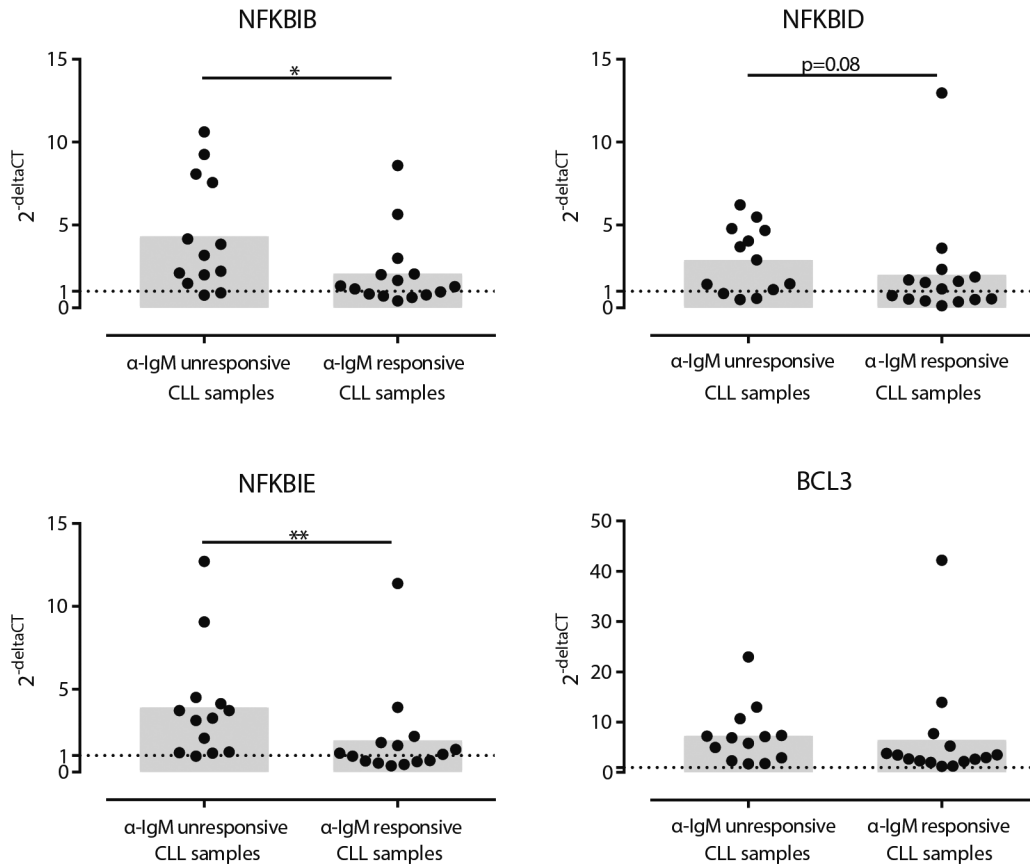 NFKBIB
15
10
5
1
0
2^-deltaCT
*
α-IgM unresponsive
CLL samples
α-IgM responsive
CLL samples
NFKBID
15
10
5
1
0
2^-deltaCT
p=0.08
α-IgM unresponsive
CLL samples
α-IgM responsive
CLL samples
NFKBIE
15
10
5
1
0
2^-deltaCT
**
α-IgM unresponsive
CLL samples
α-IgM responsive
CLL samples
BCL3
50
40
30
20
10
0
2^-deltaCT
α-IgM unresponsive
CLL samples
α-IgM responsive
CLL samples